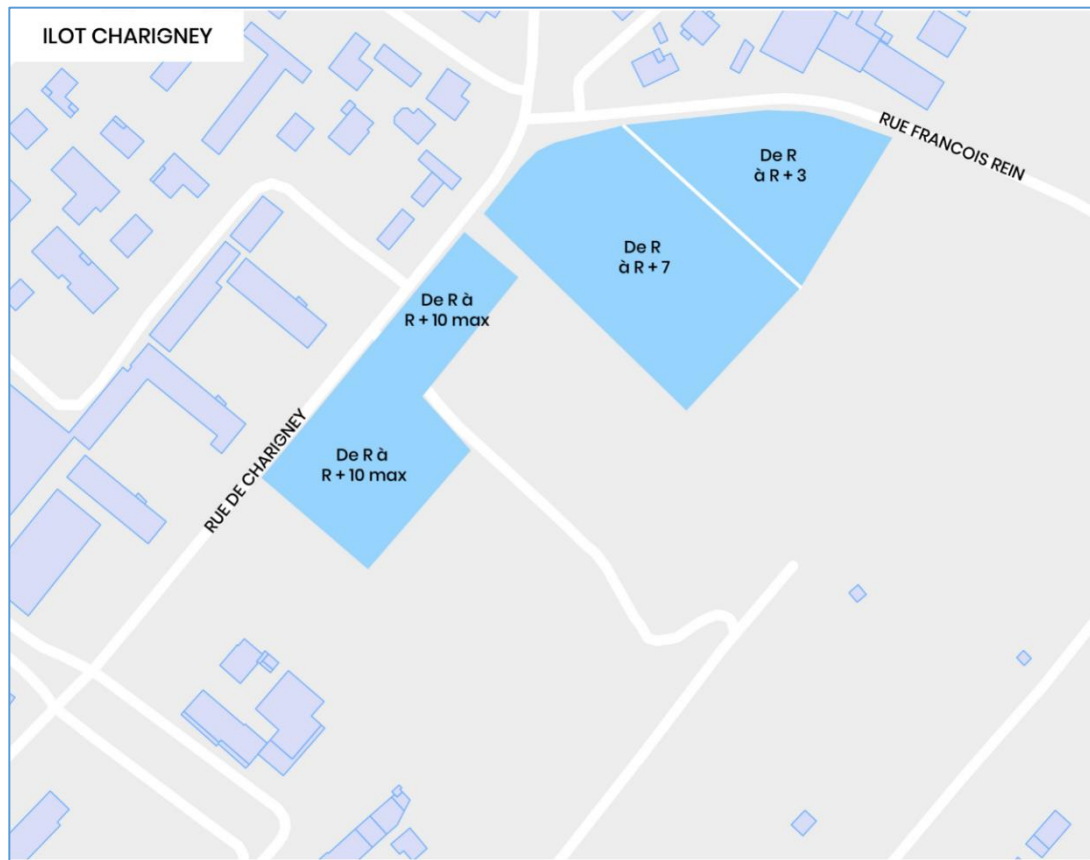 ILOT CHARIGNEY
RUE FRANCOIS REIN
De R
à R + 3
De R
à R + 7
De R à
R + 10 max
De R à
R + 10 max
RUE DE CHARIGNEY